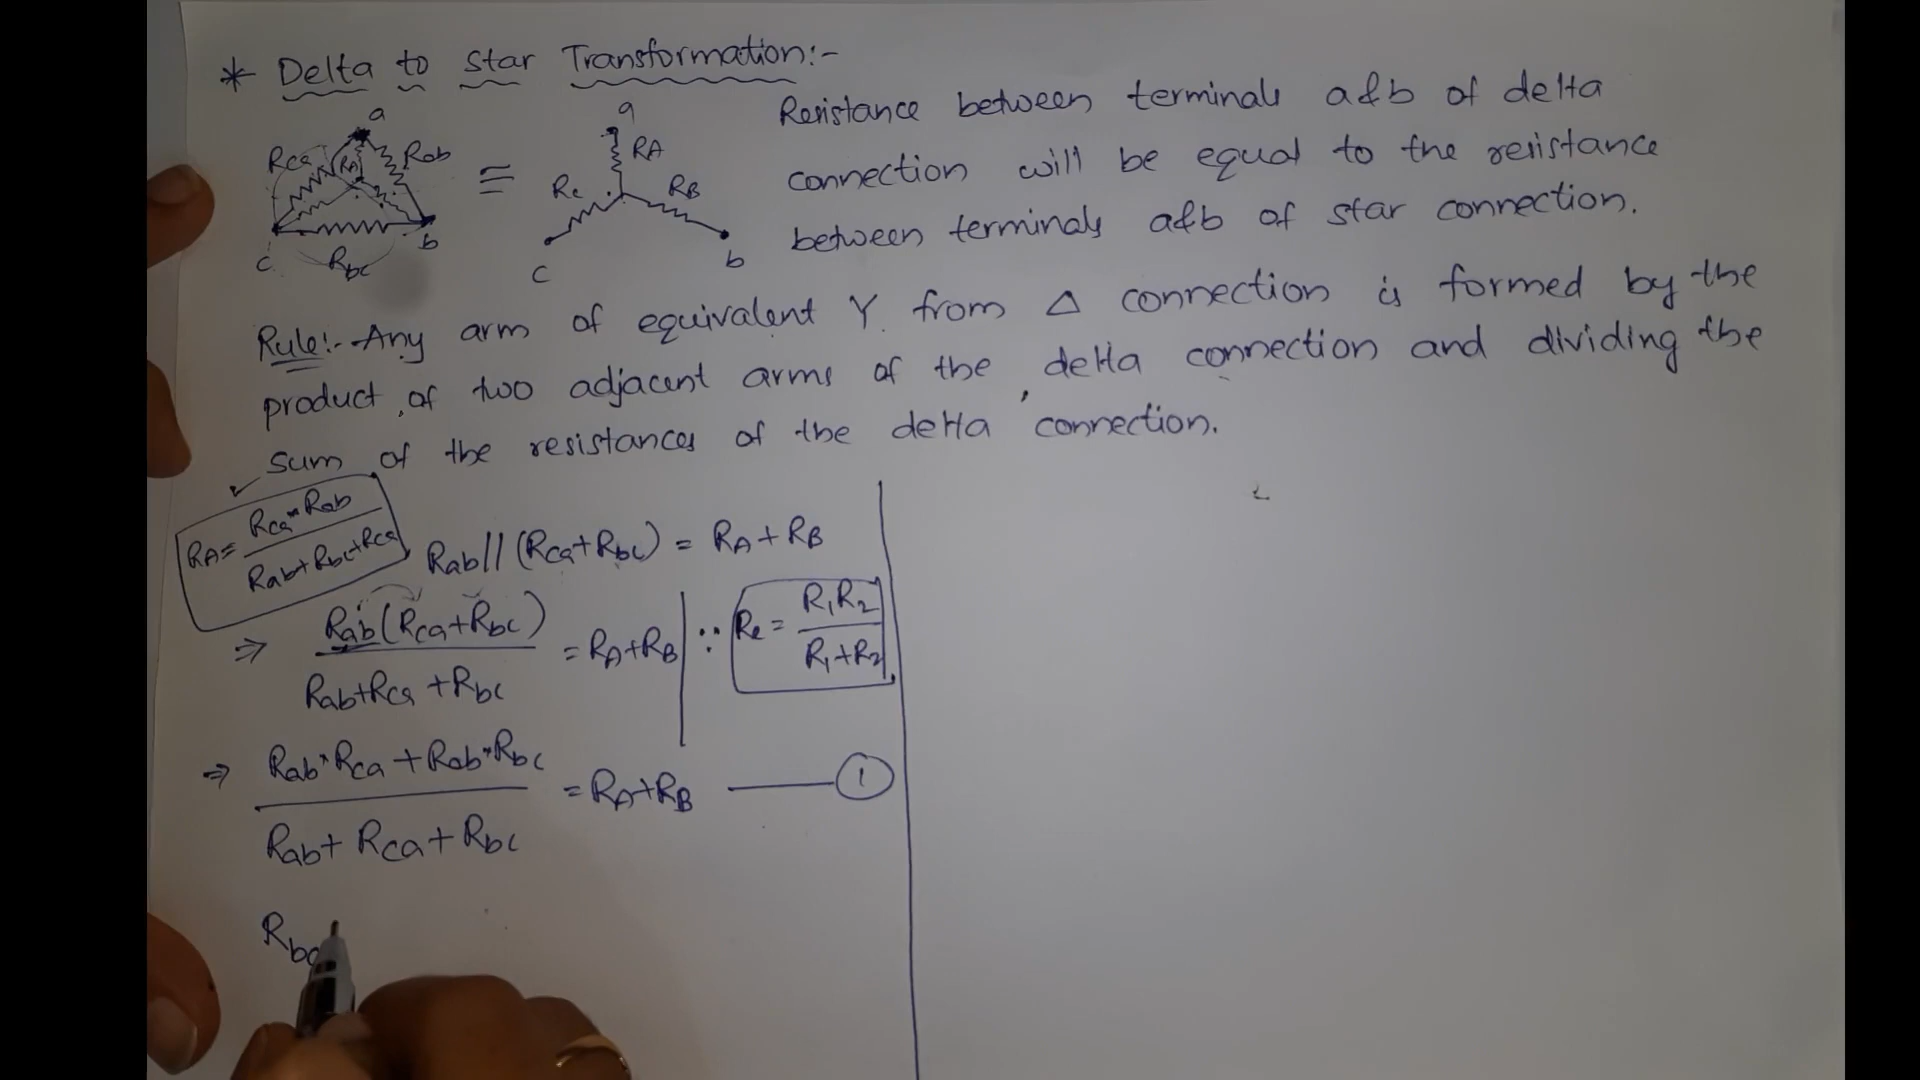 * Delta to Star Transformation:-
a
Rca
RA
Rab
c
Rbc
b
≡
a
RA
Rc
RB
c
b
Resistance between terminals a&b of delta
connection will be equal to the resistance
between terminals a&b of star connection.
Rule:- Any arm of equivalent Y from Δ connection is formed by the
product of two adjacent arms of the delta connection and dividing the
sum of the resistances of the delta connection.
RA = Rca * Rab / Rab+Rbc+Rca
Rab||(Rca+Rbc) = RA+RB
⇒ Rab(Rca+Rbc) / Rab+Rca+Rbc = RA+RB | ∵ Re = R1R2 / R1+R2
⇒ Rab*Rca+Rab*Rbc / Rab+Rca+Rbc = RA+RB —— 1
Rbc